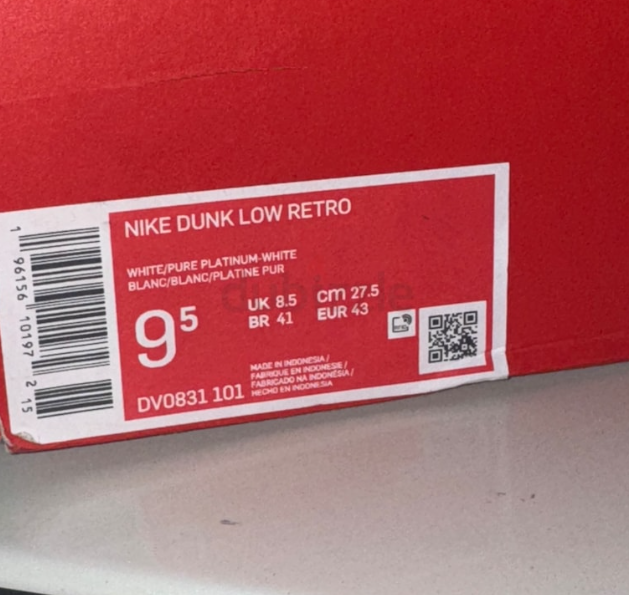 NIKE DUNK LOW RETRO
WHITE/PURE PLATINUM-WHITE
BLANC/BLANC/PLATINE PUR
9⁵
UK 8.5 cm 27.5
BR 41 EUR 43
DV0831 101
MADE IN INDONESIA /
FABRIQUE EN INDONESIE /
FABRICADO NA INDONÉSIA /
HECHO EN INDONESIA
1 96156 10197 2 15